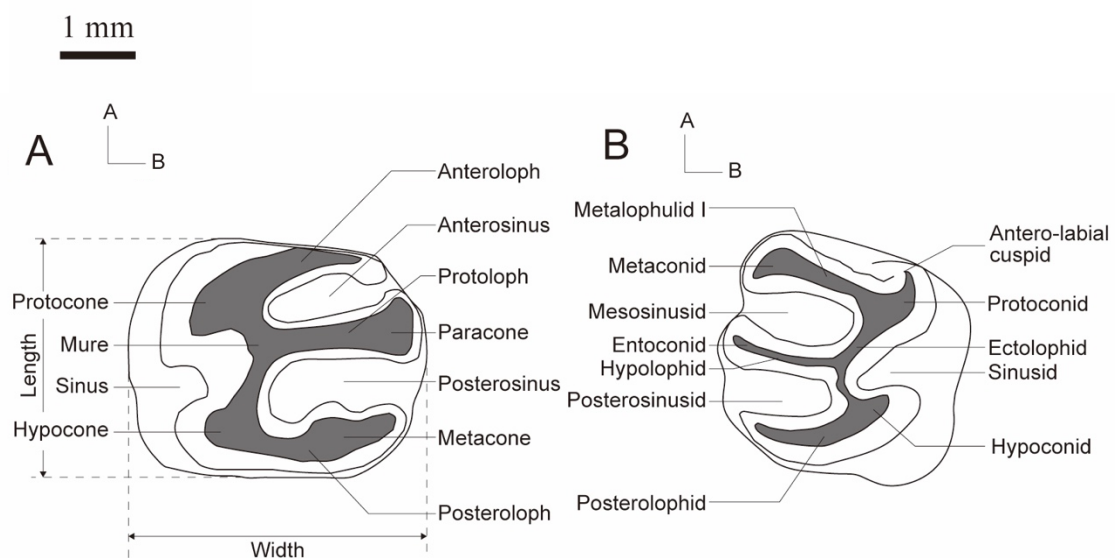 1 mm
A
B
A
Anteroloph
Anterosinus
Protoloph
Protocone
Paracone
Mure
Sinus
Posterosinus
Hypocone
Metacone
Posteroloph
Length
Width
A
B
B
Metalophulid I
Antero-labial
cuspid
Metaconid
Protoconid
Mesosinusid
Entoconid
Ectolophid
Hypolophid
Sinusid
Posterosinusid
Hypoconid
Posterolophid